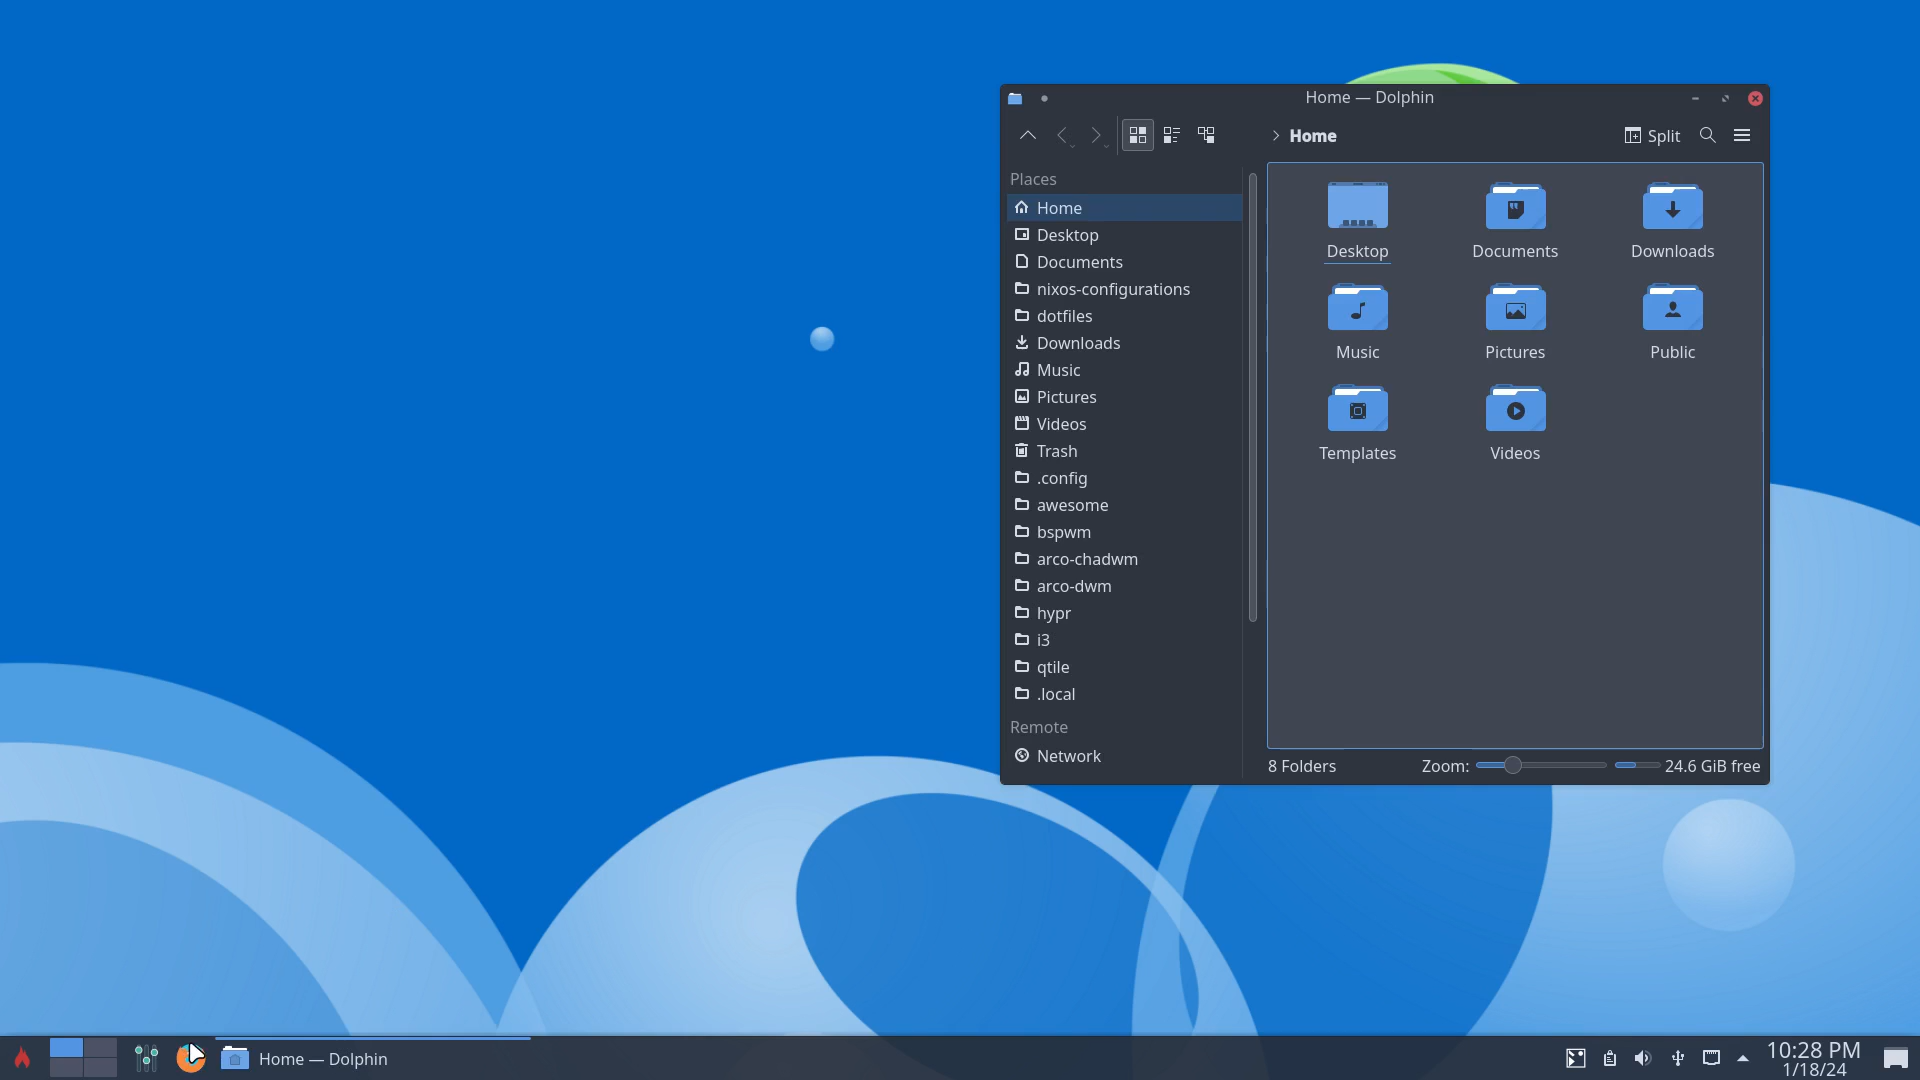 Home — Dolphin
Home
Split
Places
Home
Desktop
Documents
nixos-configurations
dotfiles
Downloads
Music
Pictures
Videos
Trash
.config
awesome
bspwm
arco-chadwm
arco-dwm
hypr
i3
qtile
.local
Remote
Network
Desktop
Documents
Downloads
Music
Pictures
Public
Templates
Videos
8 Folders
Zoom:
24.6 GiB free
Home — Dolphin
10:28 PM
1/18/24